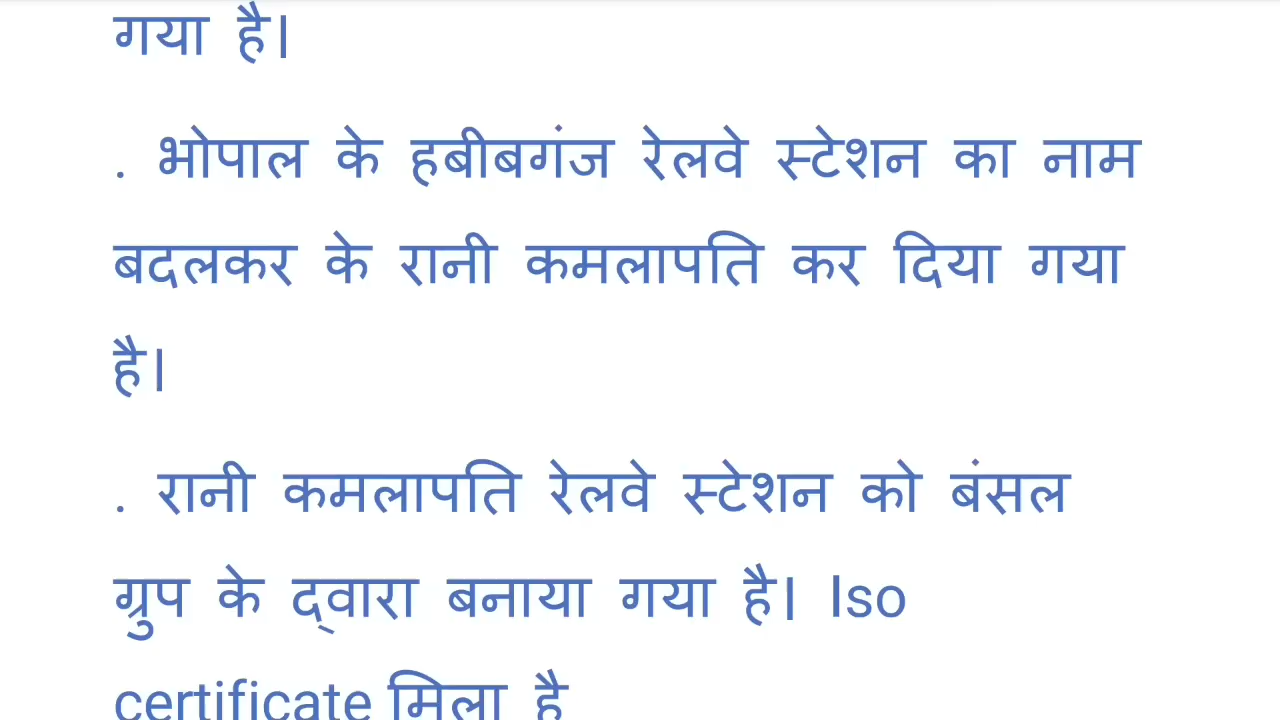 गया है।
. भोपाल के हबीबगंज रेलवे स्टेशन का नाम
बदलकर के रानी कमलापति कर दिया गया
है।
. रानी कमलापति रेलवे स्टेशन को बंसल
ग्रुप के द्वारा बनाया गया है। Iso
certificate मिला है